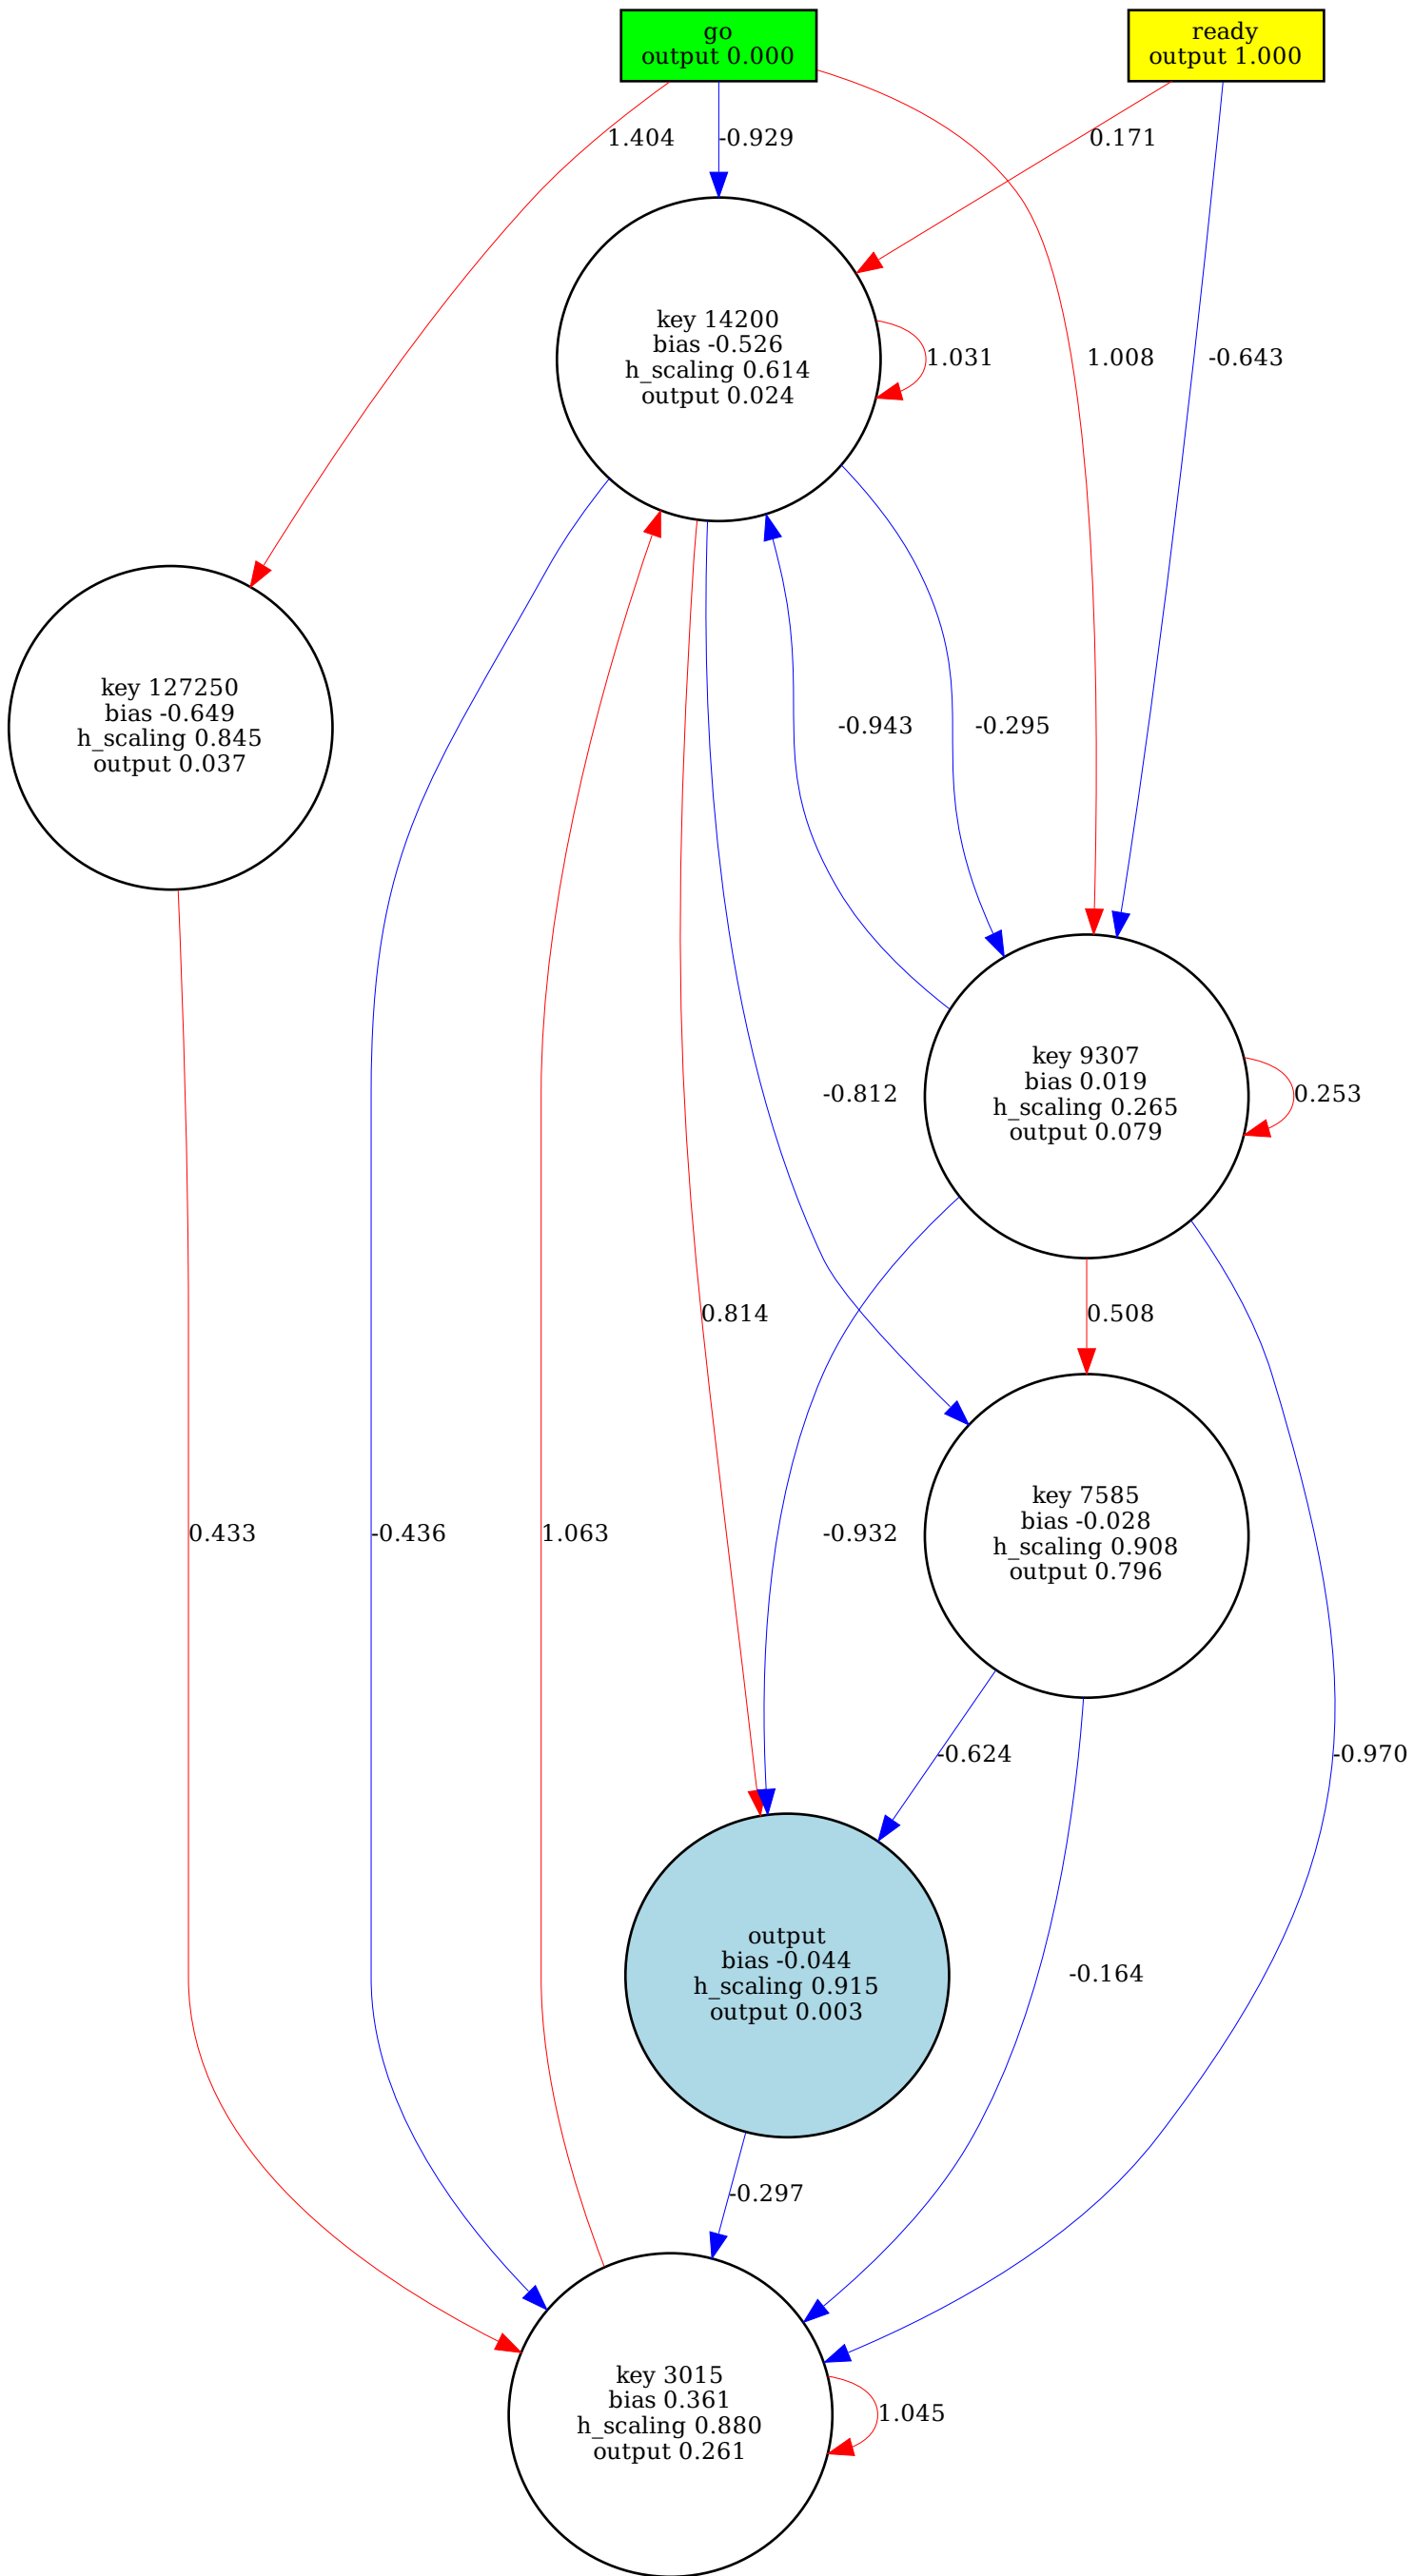 go
output 0.000
ready
output 1.000
1.404
-0.929
0.171
key 14200
bias -0.526
h_scaling 0.614
output 0.024
1.031
1.008
-0.643
key 127250
bias -0.649
h_scaling 0.845
output 0.037
-0.943
-0.295
key 9307
bias 0.019
h_scaling 0.265
output 0.079
-0.812
0.253
0.814
0.508
key 7585
bias -0.028
h_scaling 0.908
output 0.796
0.433
-0.436
1.063
-0.932
-0.624
-0.970
output
bias -0.044
h_scaling 0.915
output 0.003
-0.164
-0.297
key 3015
bias 0.361
h_scaling 0.880
output 0.261
1.045